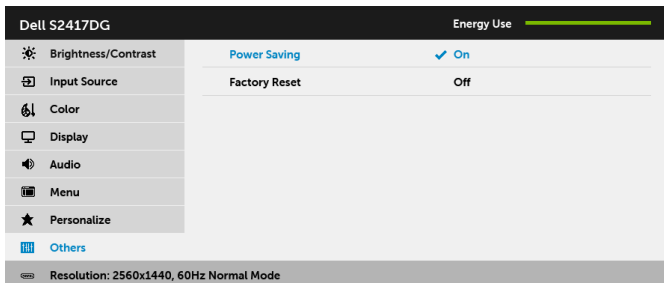 Dell S2417DG Energy Use
Brightness/Contrast Power Saving On
Input Source Factory Reset Off
Color
Display
Audio
Menu
Personalize
Others
Resolution: 2560x1440, 60Hz Normal Mode